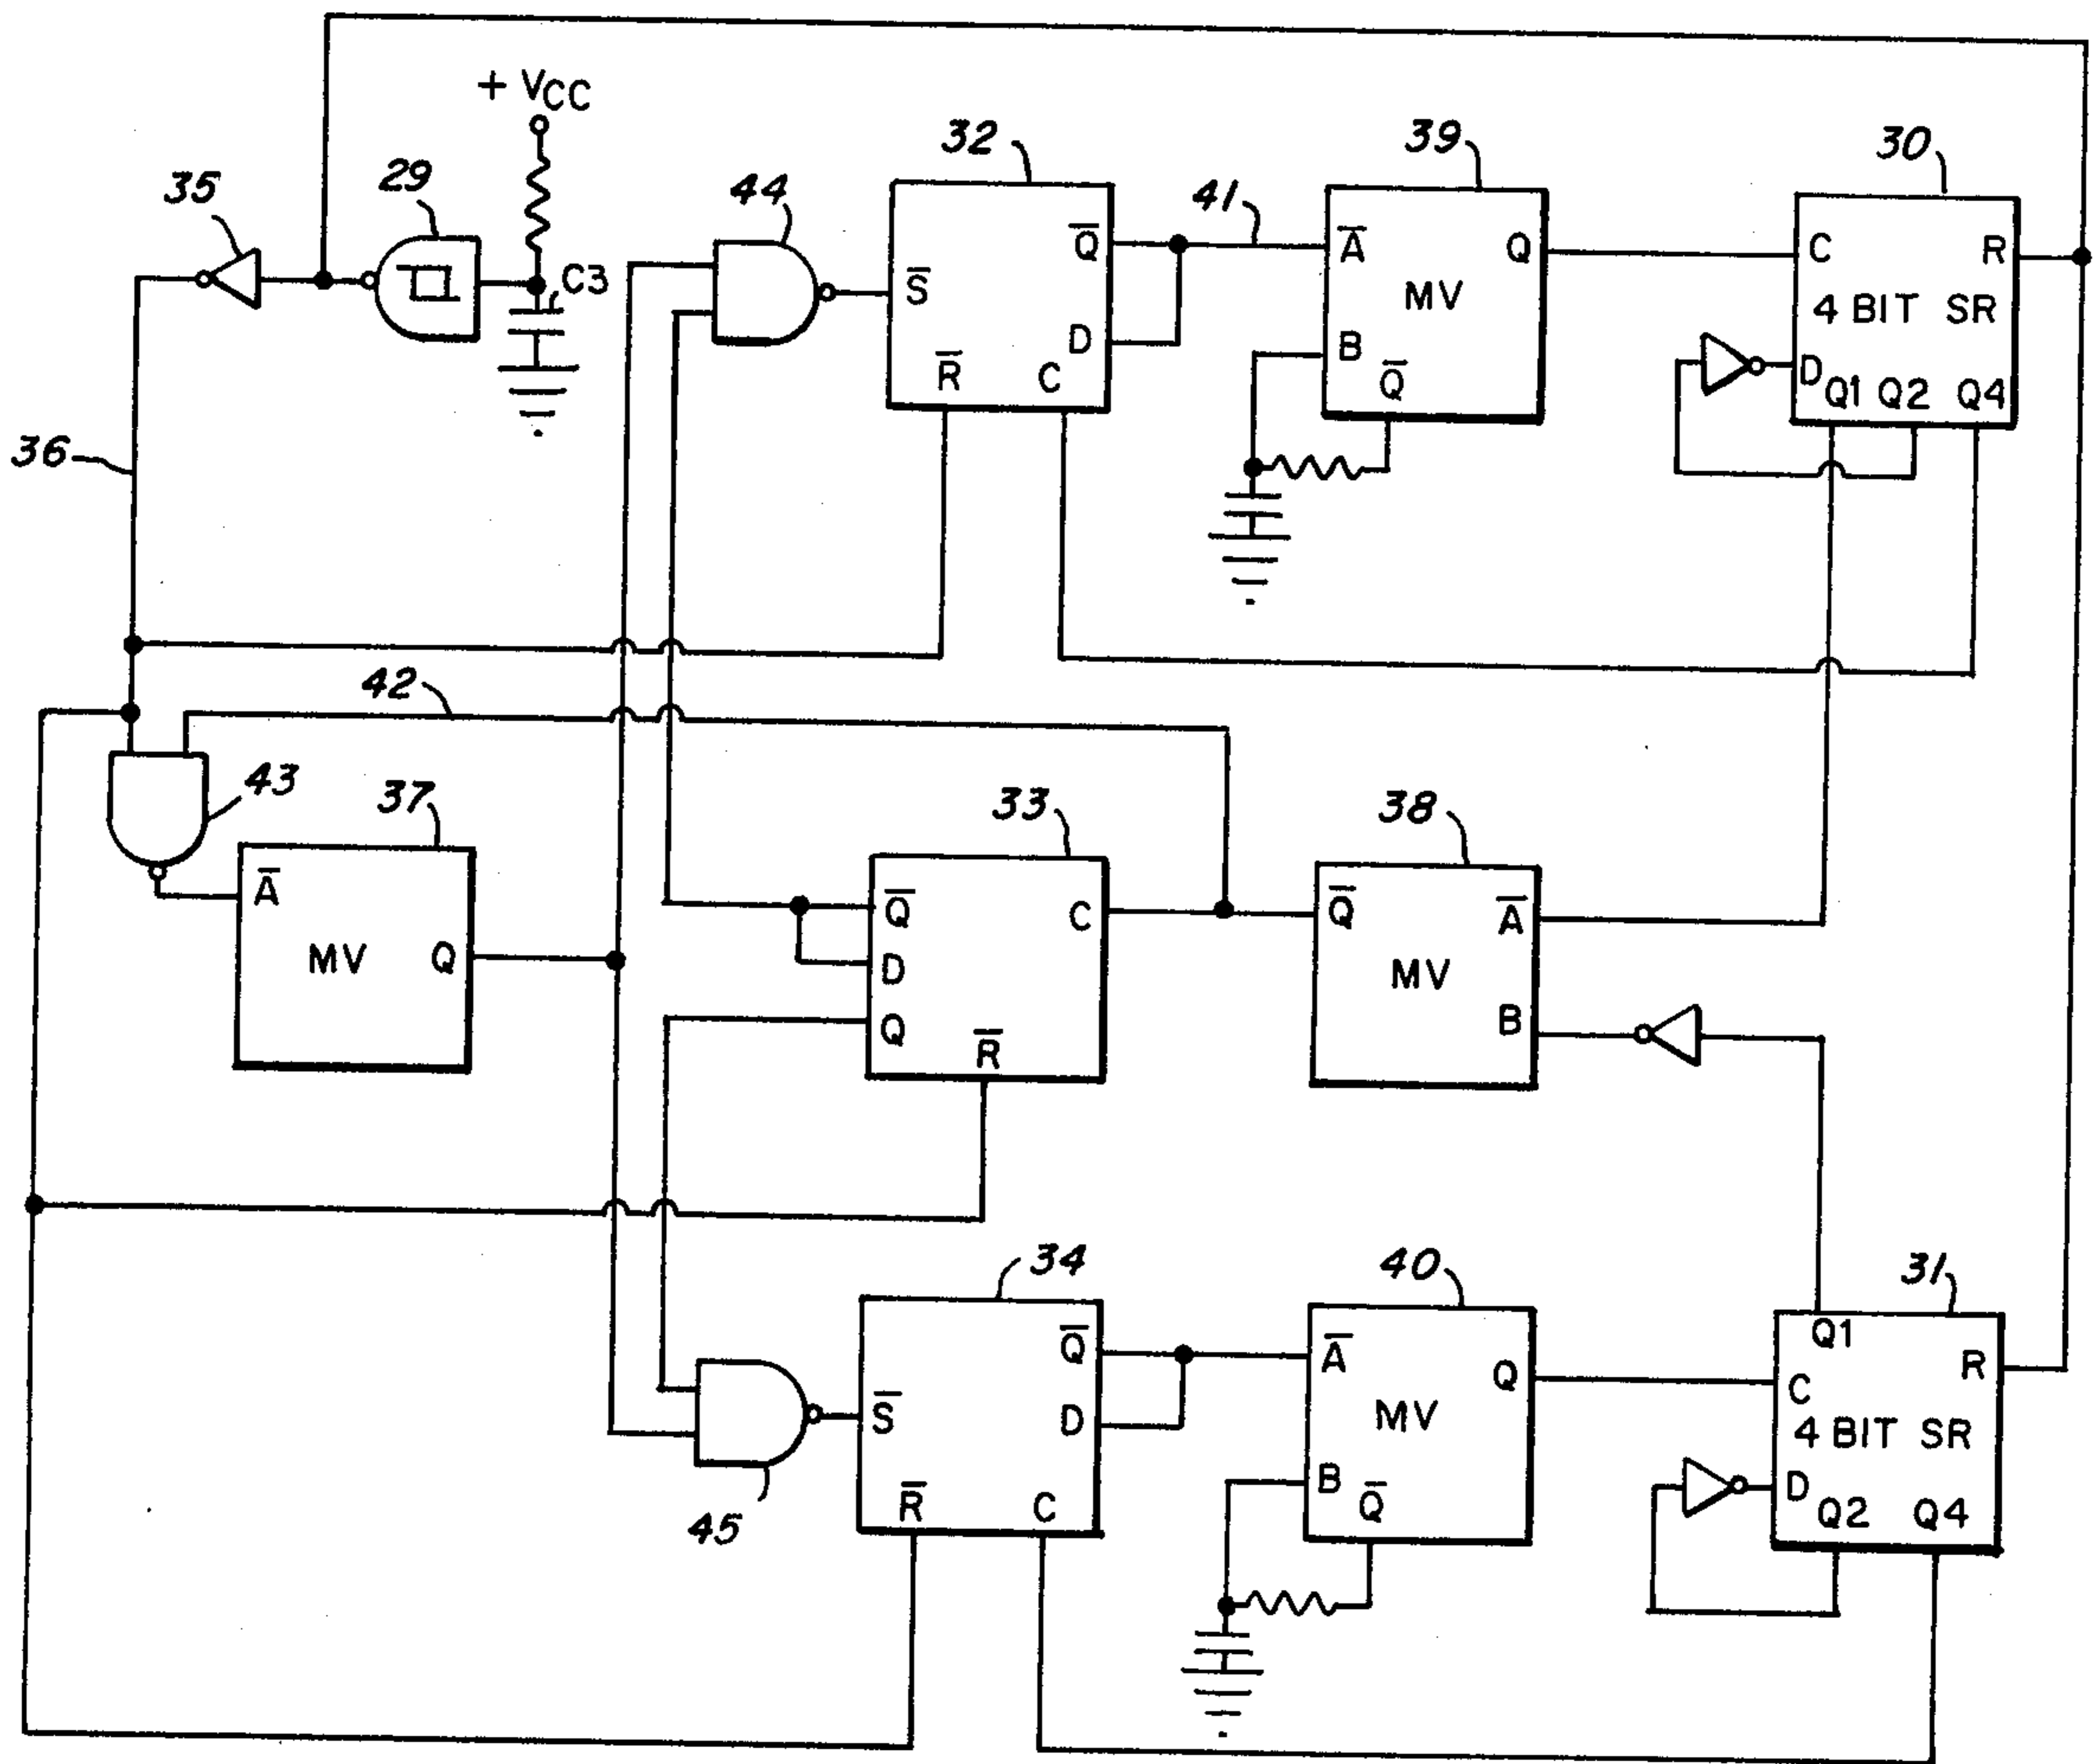 + VCC
32
39
30
35
29
44
41
C3
S̅
Q̅
D
R̅
C
A̅
Q
MV
B
Q̅
C
R
4 BIT SR
D
Q1 Q2 Q4
36
42
43
37
33
38
A̅
MV
Q
Q̅
D
Q
C
R̅
Q̅
A̅
MV
B
34
40
31
45
S̅
Q̅
D
R̅
C
A̅
Q
MV
B
Q̅
Q1
R
C
4 BIT SR
D
Q2 Q4